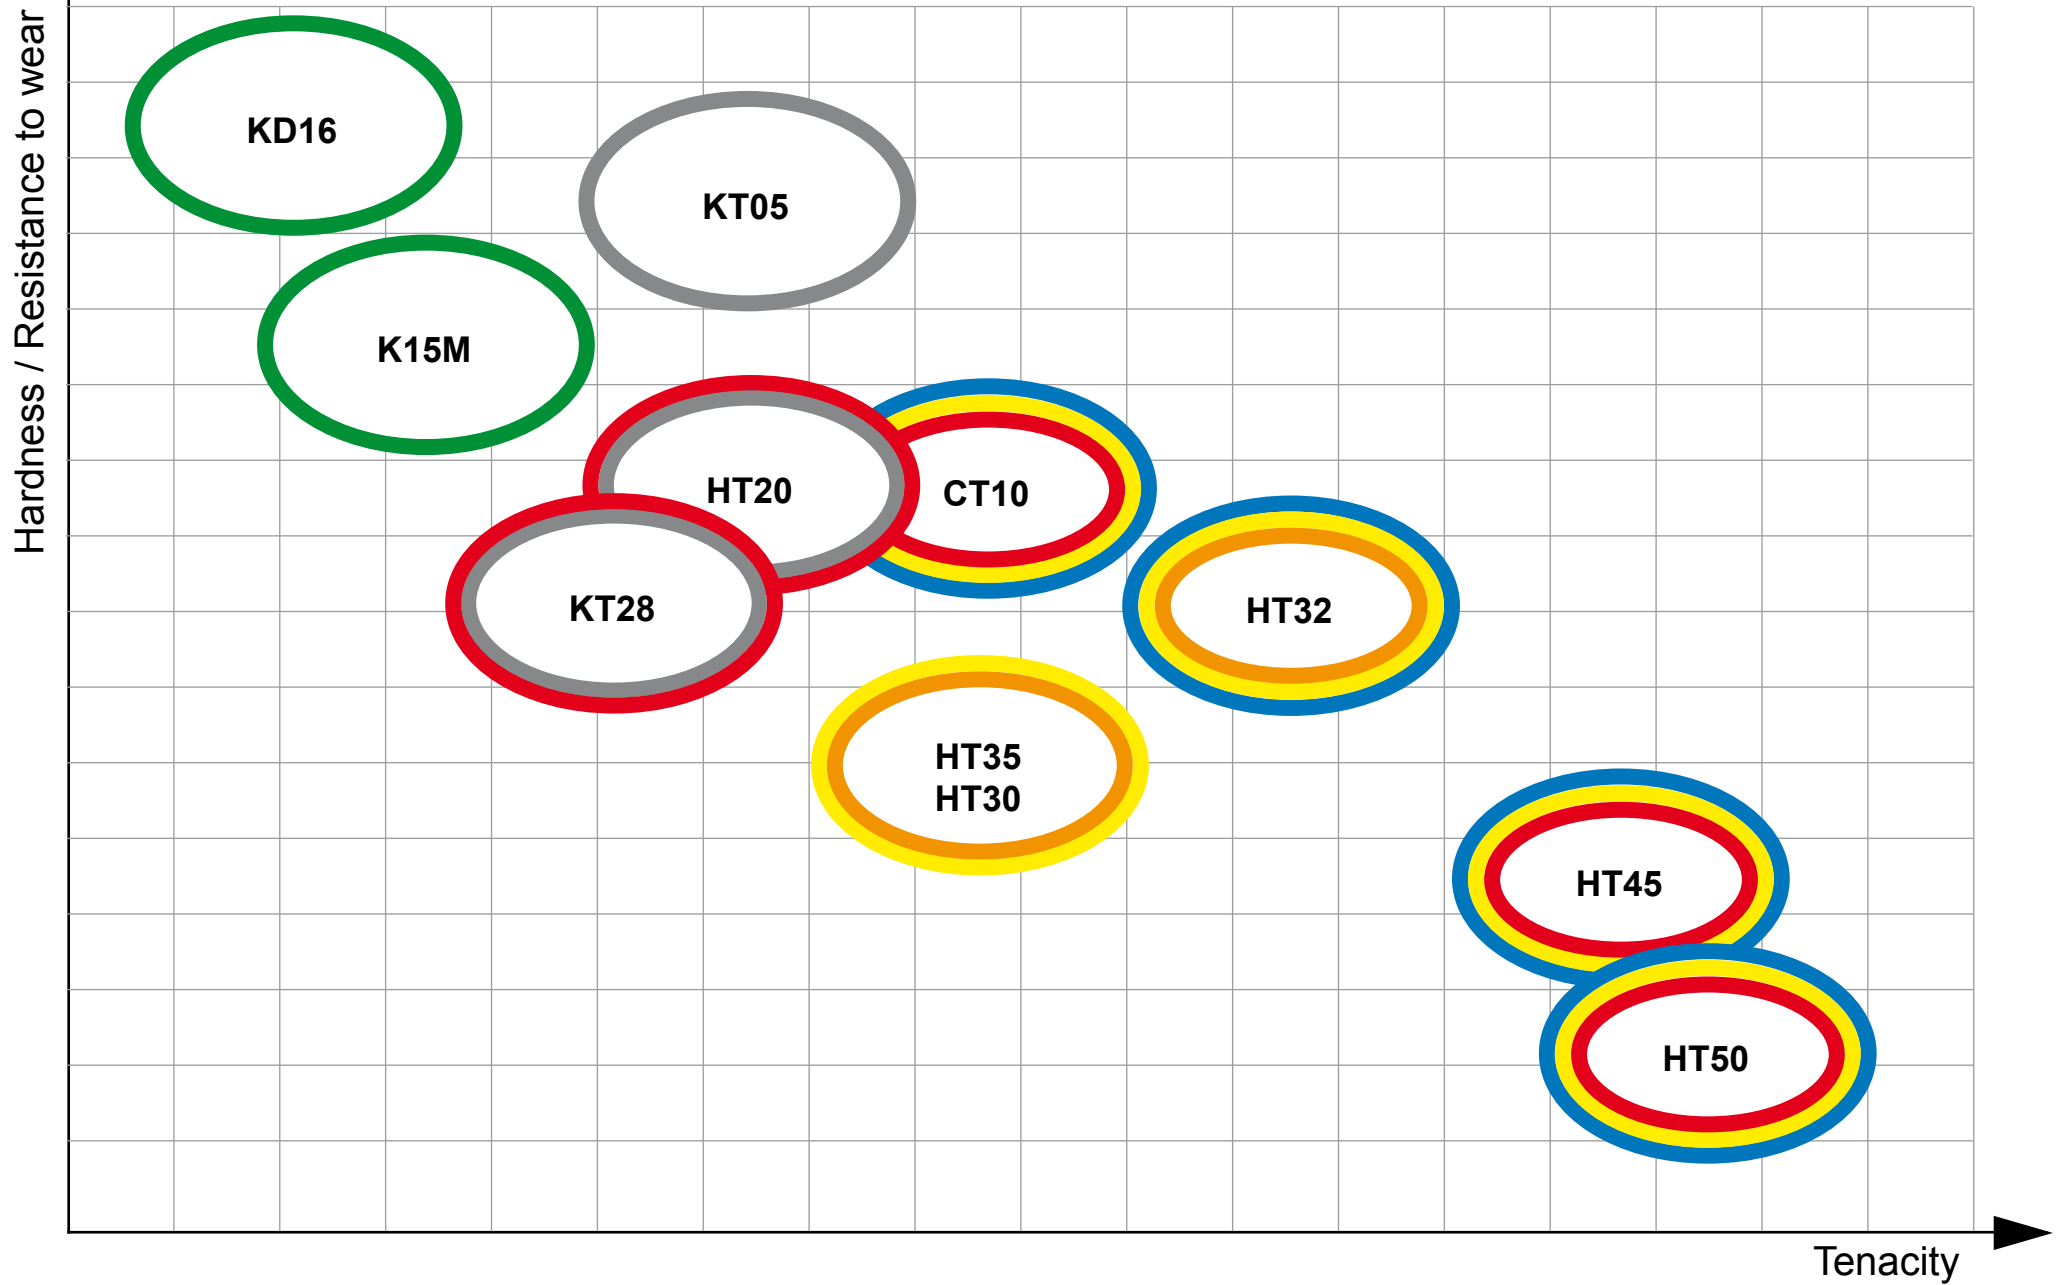 Hardness / Resistance to wear
KD16
KT05
K15M
HT20
CT10
KT28
HT32
HT35
HT30
HT45
HT50
Tenacity